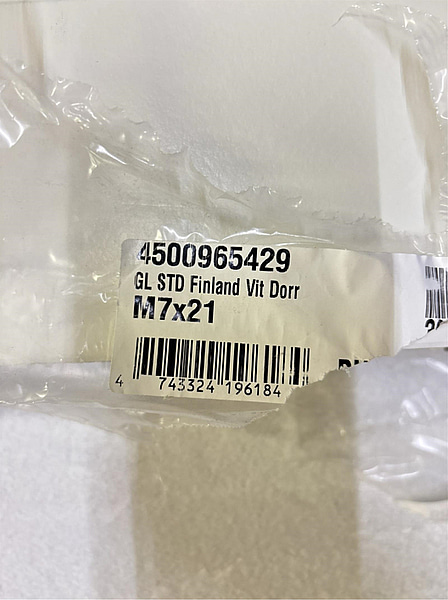 4500965429
GL STD Finland Vit Dorr
M7x21
4 743324 196184